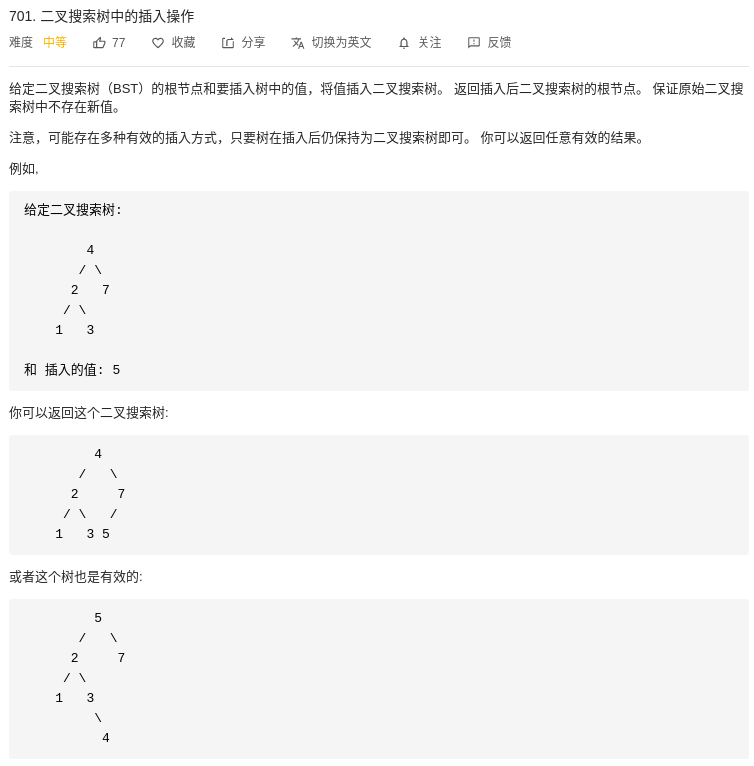 701. 二叉搜索树中的插入操作
难度 中等 77 收藏 分享 切换为英文 关注 反馈
给定二叉搜索树（BST）的根节点和要插入树中的值，将值插入二叉搜索树。 返回插入后二叉搜索树的根节点。 保证原始二叉搜
索树中不存在新值。
注意，可能存在多种有效的插入方式，只要树在插入后仍保持为二叉搜索树即可。 你可以返回任意有效的结果。
例如,
给定二叉搜索树:
        4
       / \
      2   7
     / \
    1   3
和 插入的值: 5
你可以返回这个二叉搜索树:
         4
       /   \
      2     7
     / \   /
    1   3 5
或者这个树也是有效的:
         5
       /   \
      2     7
     / \
    1   3
         \
          4